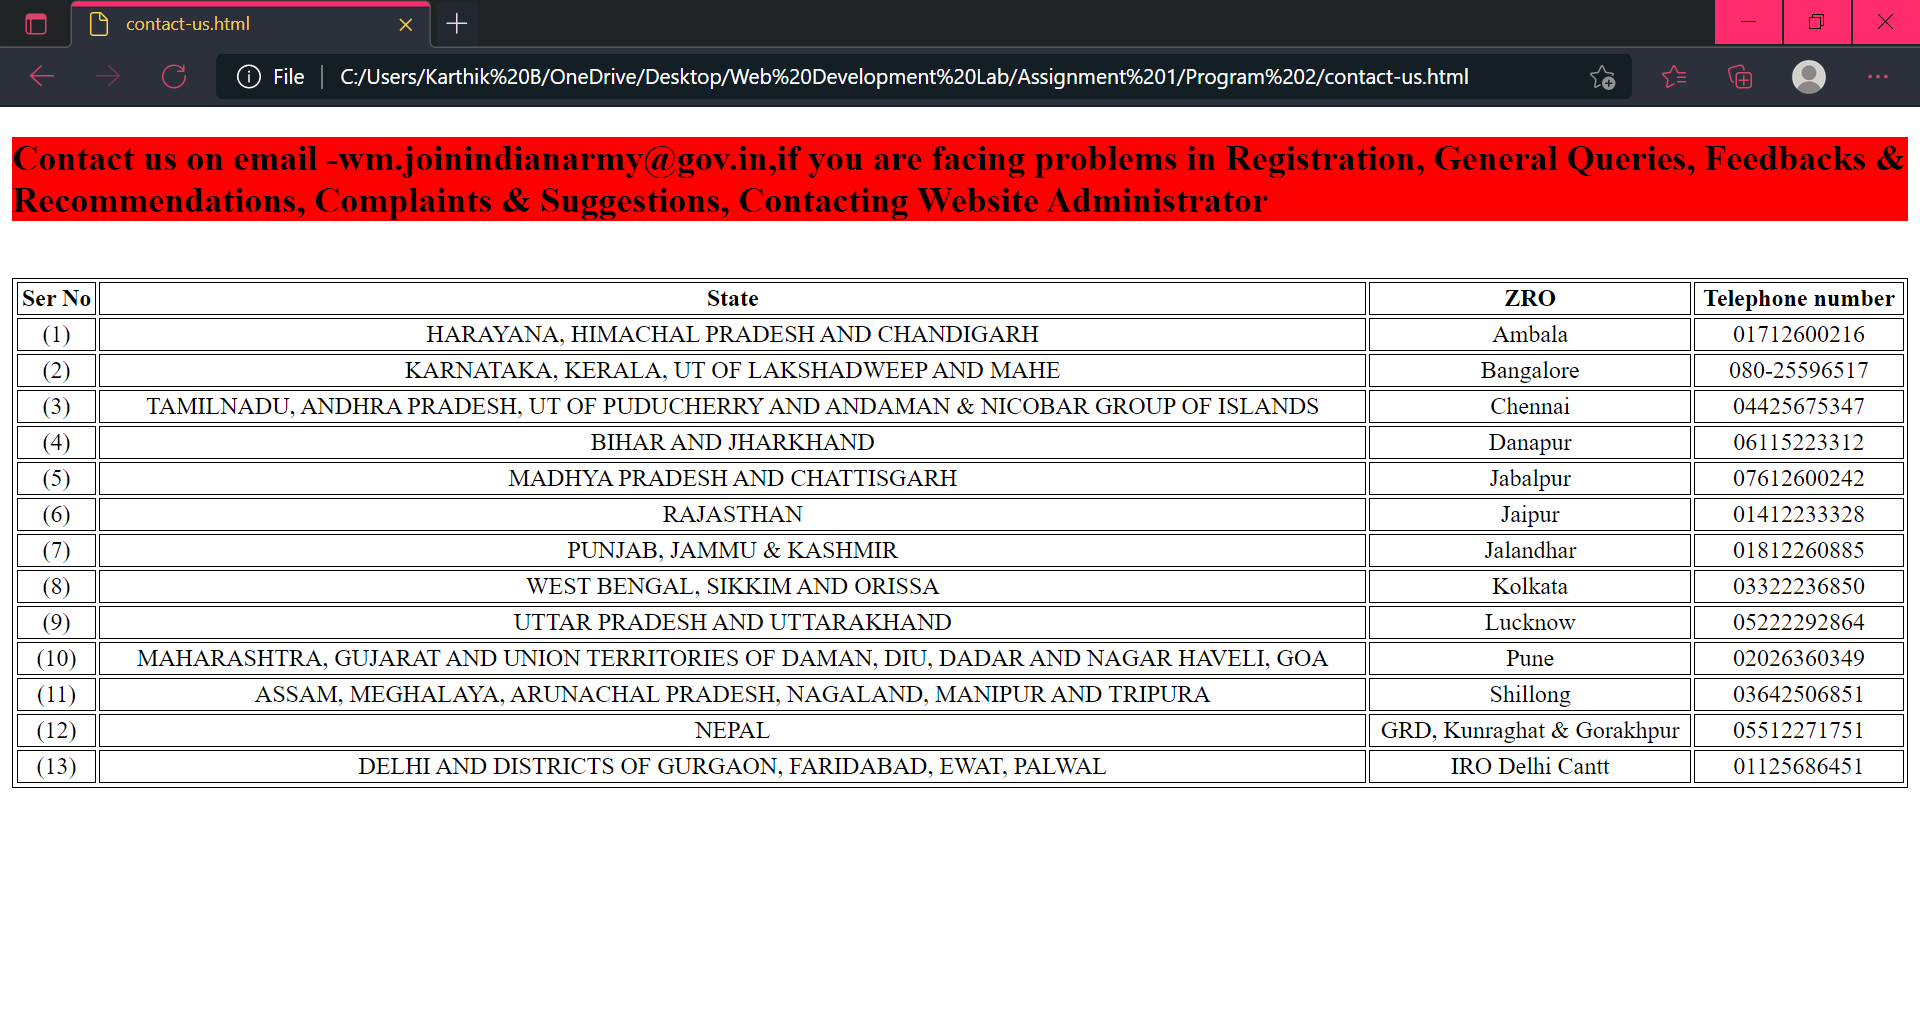 contact-us.html
File C:/Users/Karthik%20B/OneDrive/Desktop/Web%20Development%20Lab/Assignment%201/Program%202/contact-us.html
Contact us on email -wm.joinindianarmy@gov.in,if you are facing problems in Registration, General Queries, Feedbacks &
Recommendations, Complaints & Suggestions, Contacting Website Administrator
Ser No State ZRO Telephone number
(1) HARAYANA, HIMACHAL PRADESH AND CHANDIGARH Ambala 01712600216
(2) KARNATAKA, KERALA, UT OF LAKSHADWEEP AND MAHE Bangalore 080-25596517
(3) TAMILNADU, ANDHRA PRADESH, UT OF PUDUCHERRY AND ANDAMAN & NICOBAR GROUP OF ISLANDS Chennai 04425675347
(4) BIHAR AND JHARKHAND Danapur 06115223312
(5) MADHYA PRADESH AND CHATTISGARH Jabalpur 07612600242
(6) RAJASTHAN Jaipur 01412233328
(7) PUNJAB, JAMMU & KASHMIR Jalandhar 01812260885
(8) WEST BENGAL, SIKKIM AND ORISSA Kolkata 03322236850
(9) UTTAR PRADESH AND UTTARAKHAND Lucknow 05222292864
(10) MAHARASHTRA, GUJARAT AND UNION TERRITORIES OF DAMAN, DIU, DADAR AND NAGAR HAVELI, GOA Pune 02026360349
(11) ASSAM, MEGHALAYA, ARUNACHAL PRADESH, NAGALAND, MANIPUR AND TRIPURA Shillong 03642506851
(12) NEPAL GRD, Kunraghat & Gorakhpur 05512271751
(13) DELHI AND DISTRICTS OF GURGAON, FARIDABAD, EWAT, PALWAL IRO Delhi Cantt 01125686451